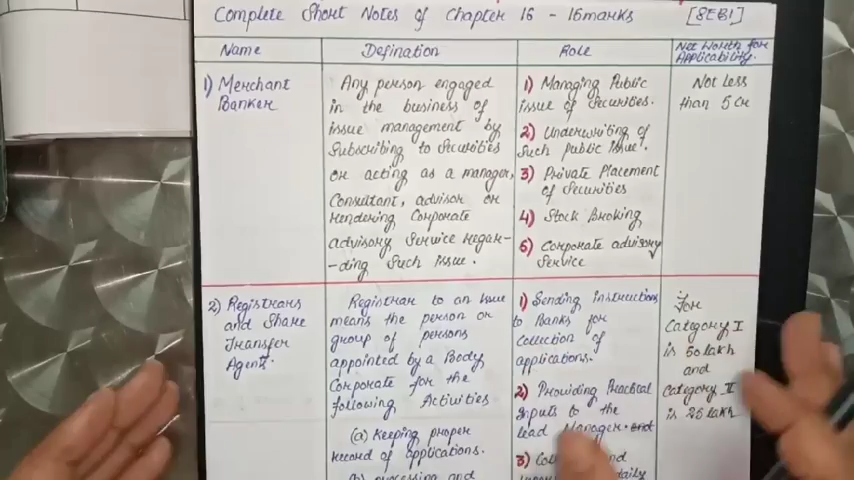 Complete Short Notes of Chapter 16 - 16marks [SEBI]
Name
Defination
Role
Net Worth for
Applicability.
1) Merchant
Banker
Any person engaged
in the business of
issue management by
Subscribing to Securities
or acting as a manager,
Consultant, advisor or
rendering Corporate
advisory Service regar-
-ding Such issue.
1) Managing Public
issue of Securities.
2) Underwriting of
Such public issue.
3) Private Placement
of Securities
4) Stock Broking
5) Corporate advisory
Service
Not Less
than 5 Cr
2) Registrars
and Share
Transfer
Agents.
Registrar to an Issue
means the person or
group of persons
appointed by a Body
Corporate for the
following Activities
(a) Keeping proper
record of applications.
(b) processing and
1) Sending instructions
to Banks for
Collection of
applications.
2) Providing Practical
Inputs to the
Lead Manager.
3) and
daily
For
Category I
is 50 lakh
and
Category II
is 25 lakh